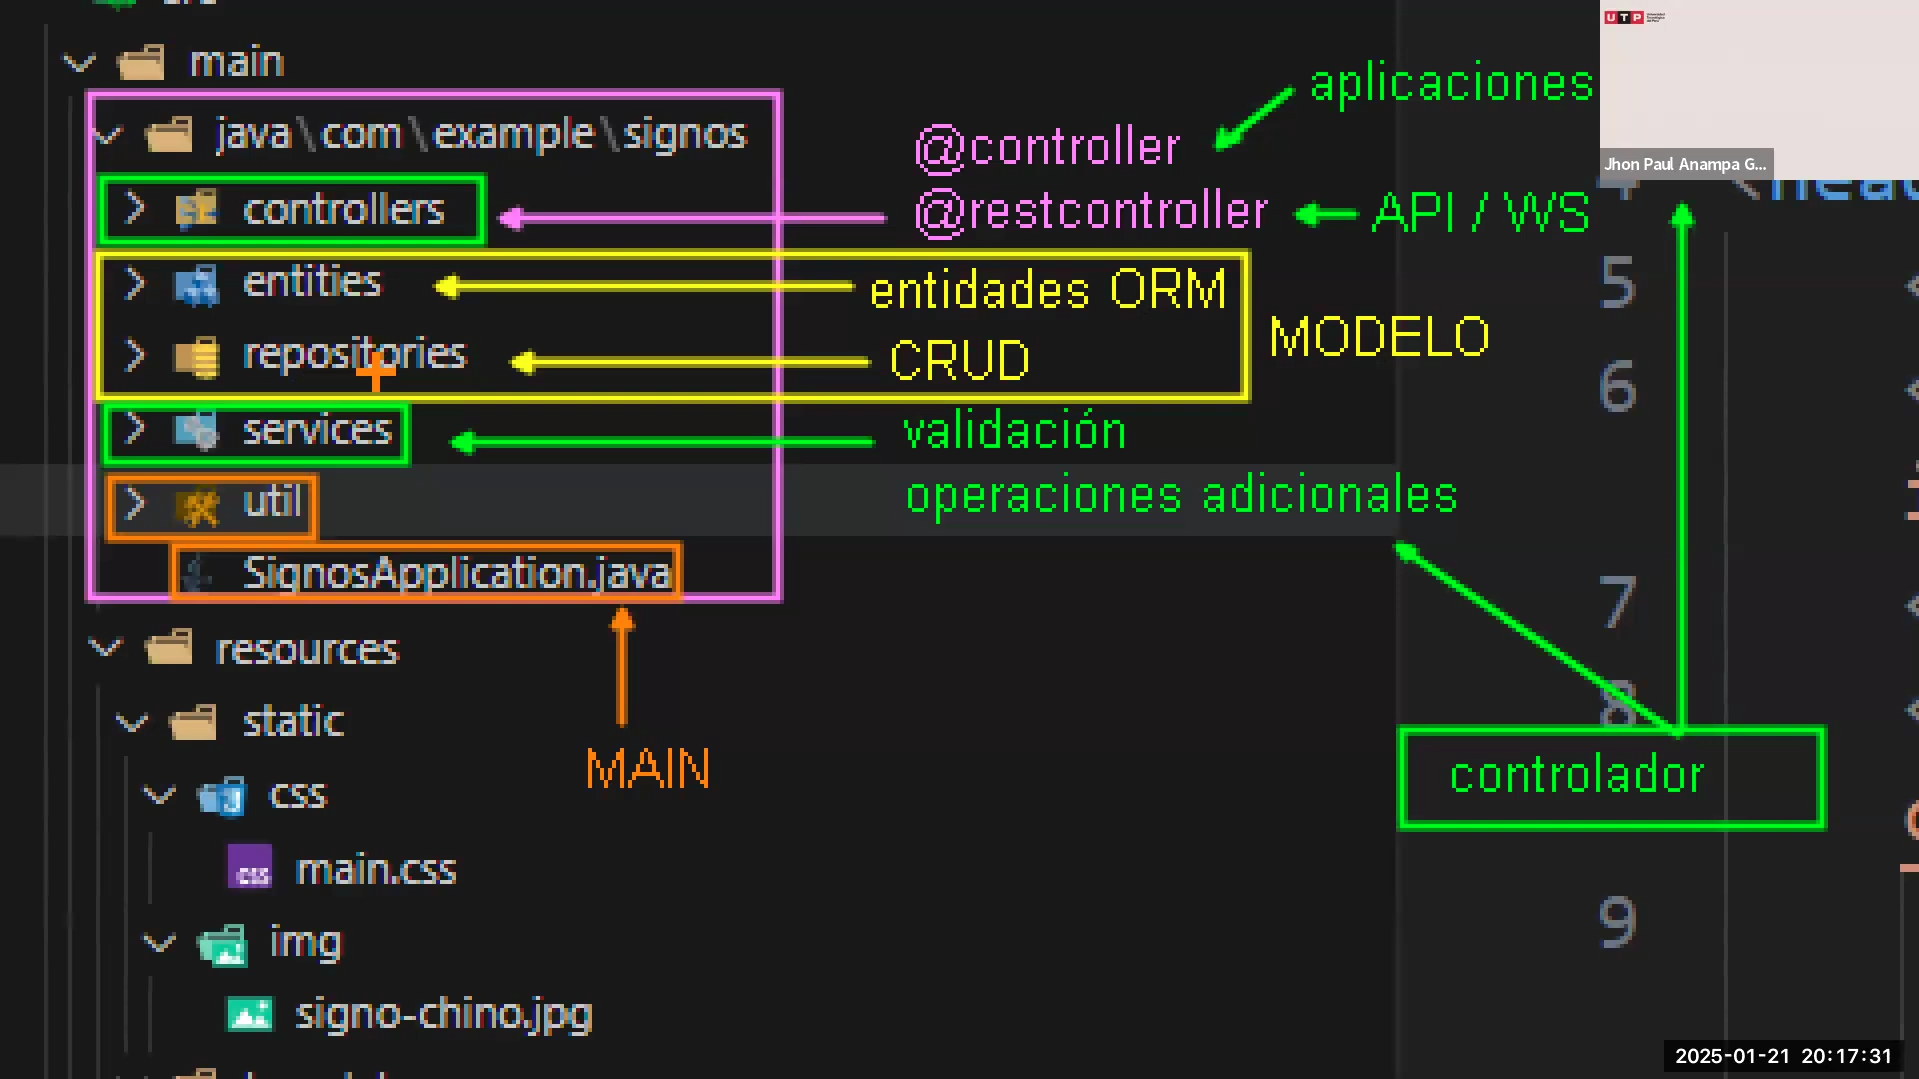 main
java\com\example\signos
aplicaciones
@controller
controllers
@restcontroller
API / WS
entities
entidades ORM
MODELO
repositories
CRUD
services
validación
util
operaciones adicionales
SignosApplication.java
resources
static
MAIN
controlador
css
main.css
img
signo-chino.jpg
UTP
Jhon Paul Anampa G...
5
6
7
8
9
2025-01-21 20:17:31